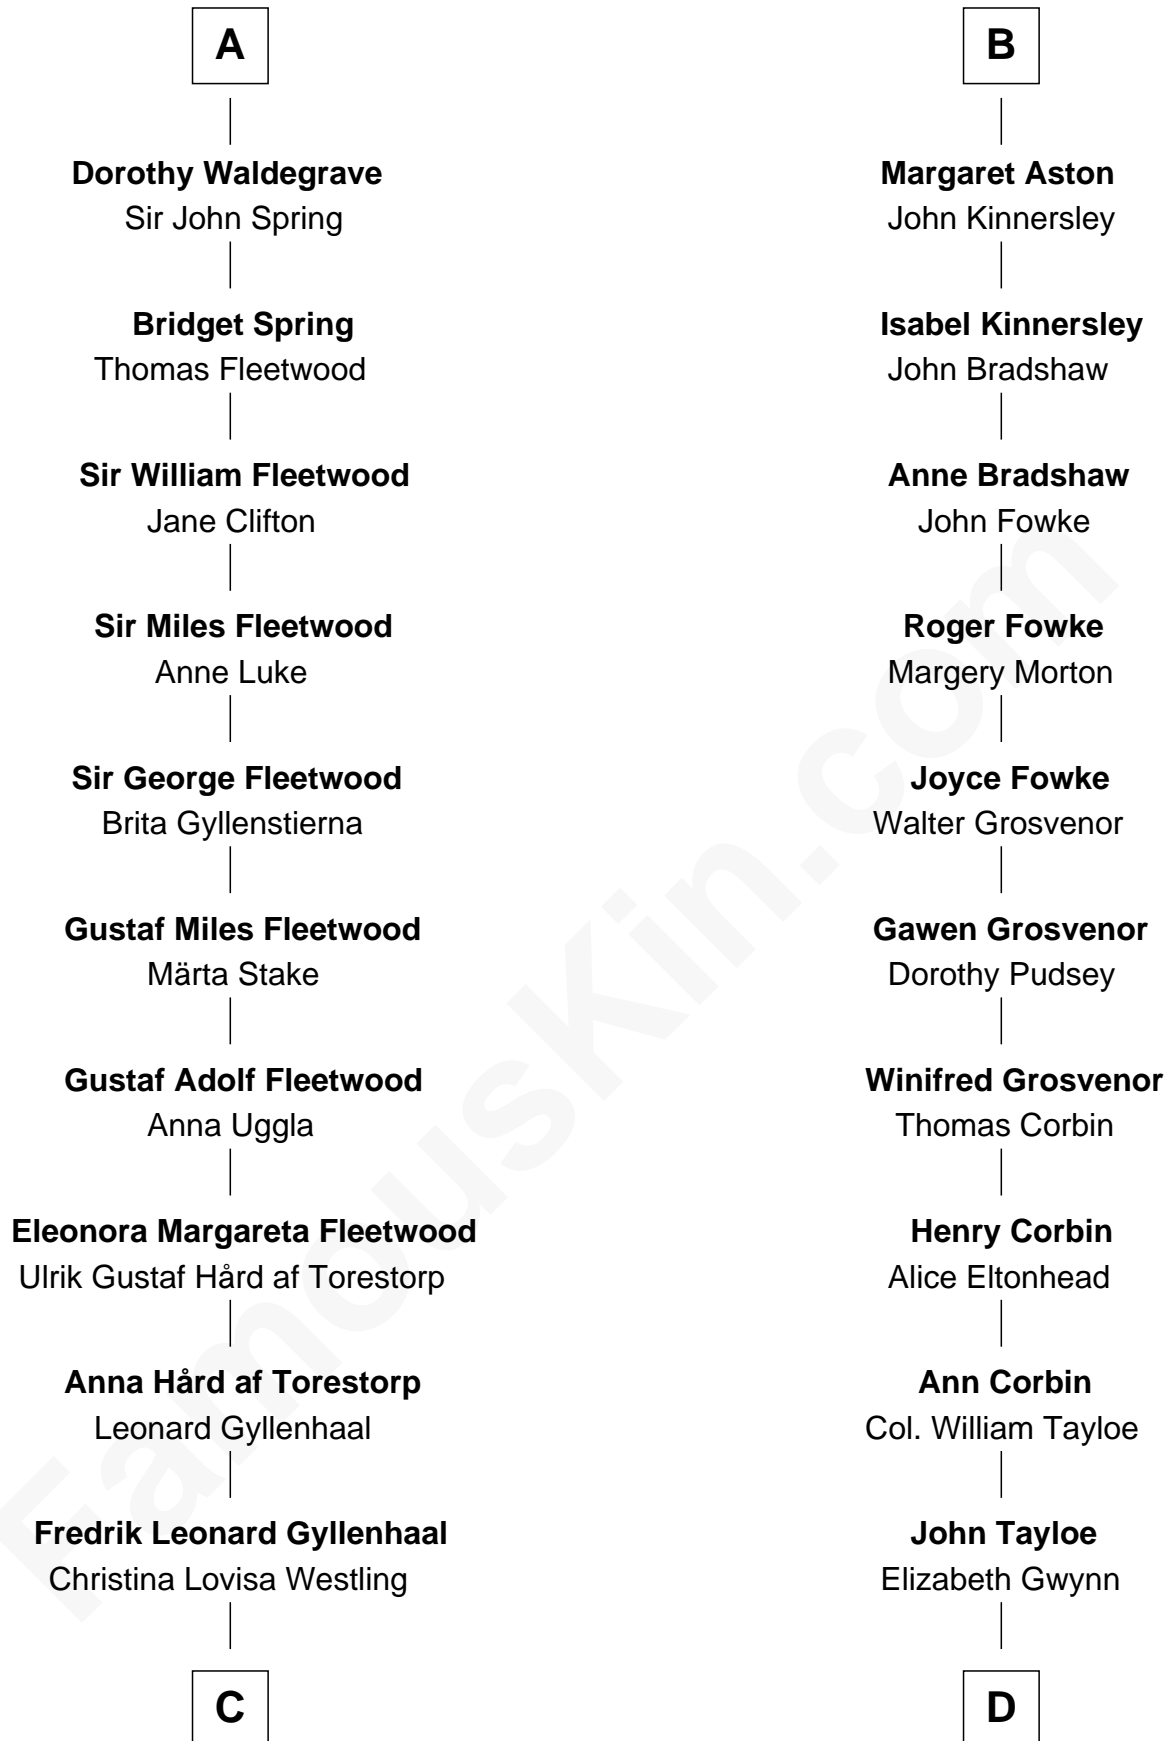 A
Dorothy Waldegrave
Sir John Spring
Bridget Spring
Thomas Fleetwood
Sir William Fleetwood
Jane Clifton
Sir Miles Fleetwood
Anne Luke
Sir George Fleetwood
Brita Gyllenstierna
Gustaf Miles Fleetwood
Märta Stake
Gustaf Adolf Fleetwood
Anna Uggla
Eleonora Margareta Fleetwood
Ulrik Gustaf Hård af Torestorp
Anna Hård af Torestorp
Leonard Gyllenhaal
Fredrik Leonard Gyllenhaal
Christina Lovisa Westling
C
B
Margaret Aston
John Kinnersley
Isabel Kinnersley
John Bradshaw
Anne Bradshaw
John Fowke
Roger Fowke
Margery Morton
Joyce Fowke
Walter Grosvenor
Gawen Grosvenor
Dorothy Pudsey
Winifred Grosvenor
Thomas Corbin
Henry Corbin
Alice Eltonhead
Ann Corbin
Col. William Tayloe
John Tayloe
Elizabeth Gwynn
D
FamousKin.com